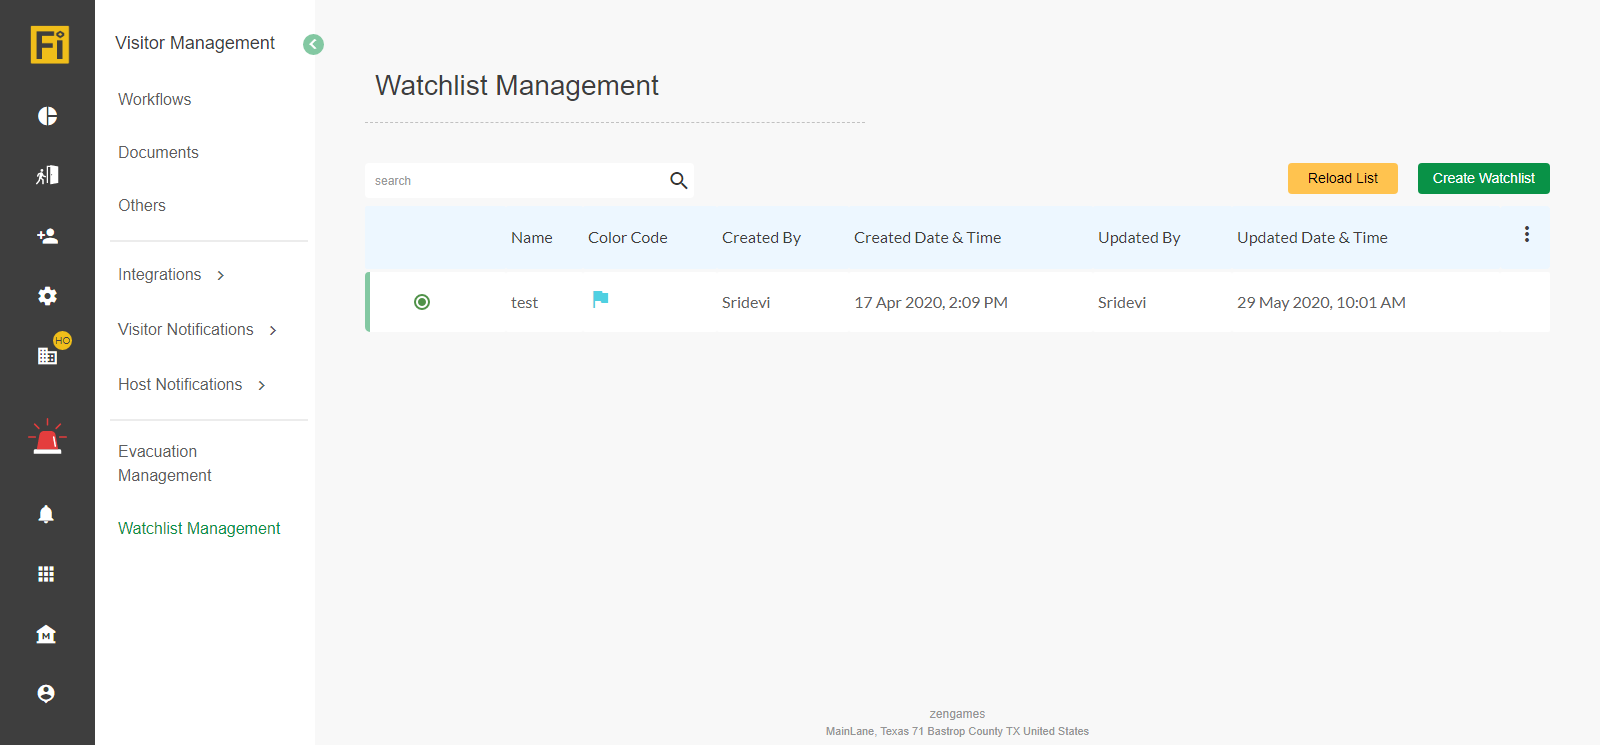 Fi
Visitor Management
Workflows
Documents
Others
Integrations
Visitor Notifications
HO
Host Notifications
Evacuation
Management
Watchlist Management
M
Watchlist Management
search
Reload List
Create Watchlist
Name Color Code Created By Created Date & Time Updated By Updated Date & Time
test Sridevi 17 Apr 2020, 2:09 PM Sridevi 29 May 2020, 10:01 AM
zengames
MainLane, Texas 71 Bastrop County TX United States